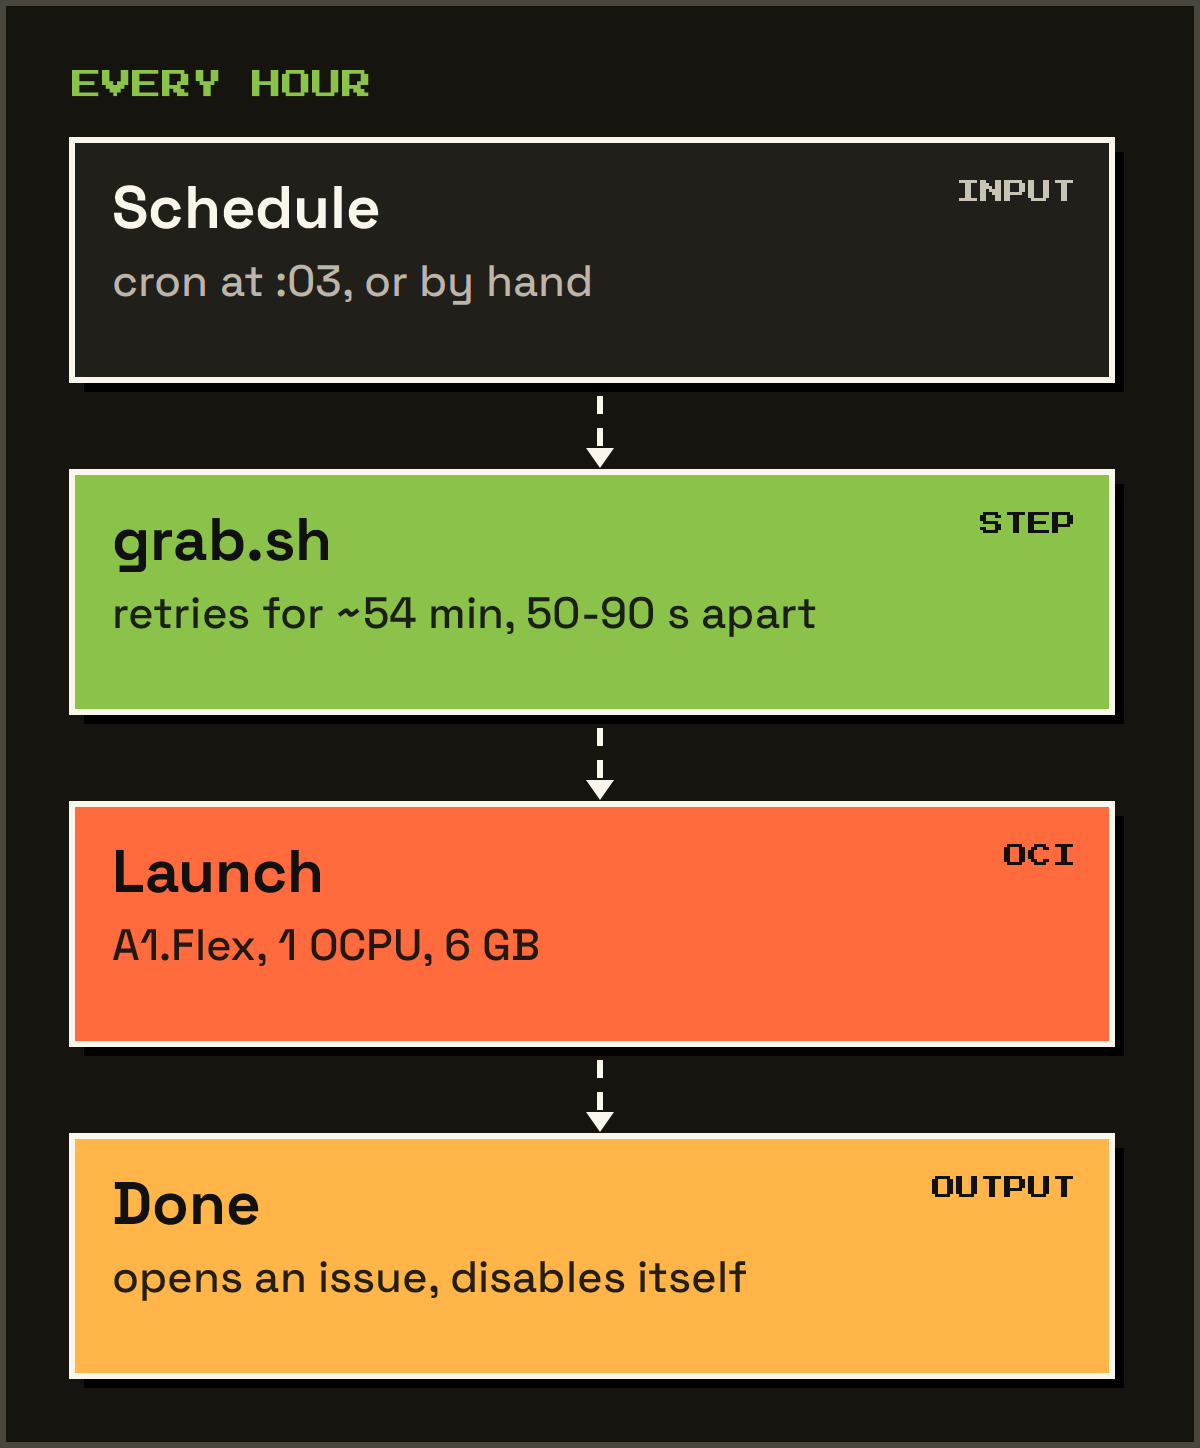 EVERY HOUR
Schedule
INPUT
cron at :03, or by hand
grab.sh
STEP
retries for ~54 min, 50-90 s apart
Launch
OCI
A1.Flex, 1 OCPU, 6 GB
Done
OUTPUT
opens an issue, disables itself